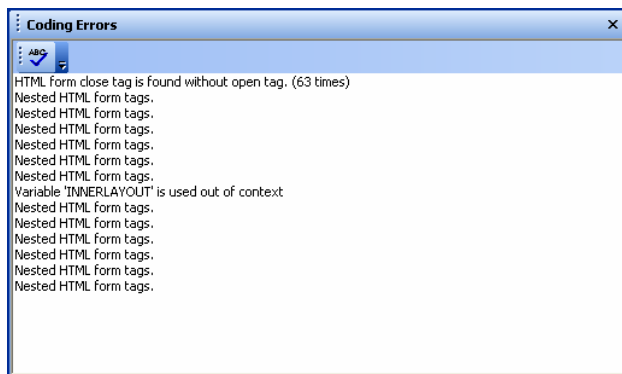 Coding Errors
ABC
HTML form close tag is found without open tag. (63 times)
Nested HTML form tags.
Nested HTML form tags.
Nested HTML form tags.
Nested HTML form tags.
Nested HTML form tags.
Nested HTML form tags.
Variable 'INNERLAYOUT' is used out of context
Nested HTML form tags.
Nested HTML form tags.
Nested HTML form tags.
Nested HTML form tags.
Nested HTML form tags.
Nested HTML form tags.